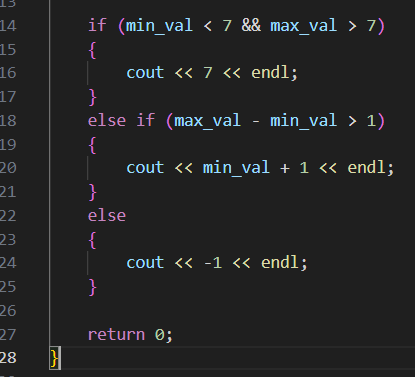 14 if (min_val < 7 && max_val > 7)
15 {
16 cout << 7 << endl;
17 }
18 else if (max_val - min_val > 1)
19 {
20 cout << min_val + 1 << endl;
21 }
22 else
23 {
24 cout << -1 << endl;
25 }
26
27 return 0;
28 }